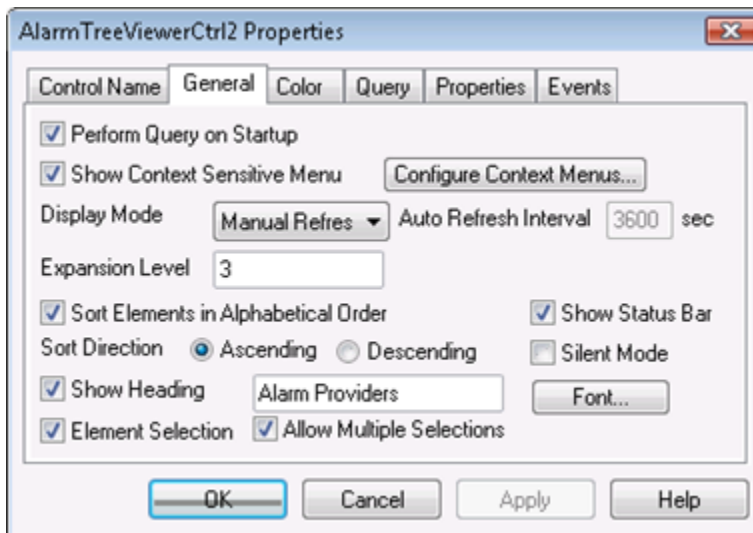 AlarmTreeViewerCtrl2 Properties
Control Name General Color Query Properties Events
Perform Query on Startup
Show Context Sensitive Menu Configure Context Menus...
Display Mode Manual Refres Auto Refresh Interval 3600 sec
Expansion Level 3
Sort Elements in Alphabetical Order Show Status Bar
Sort Direction Ascending Descending Silent Mode
Show Heading Alarm Providers Font...
Element Selection Allow Multiple Selections
OK Cancel Apply Help